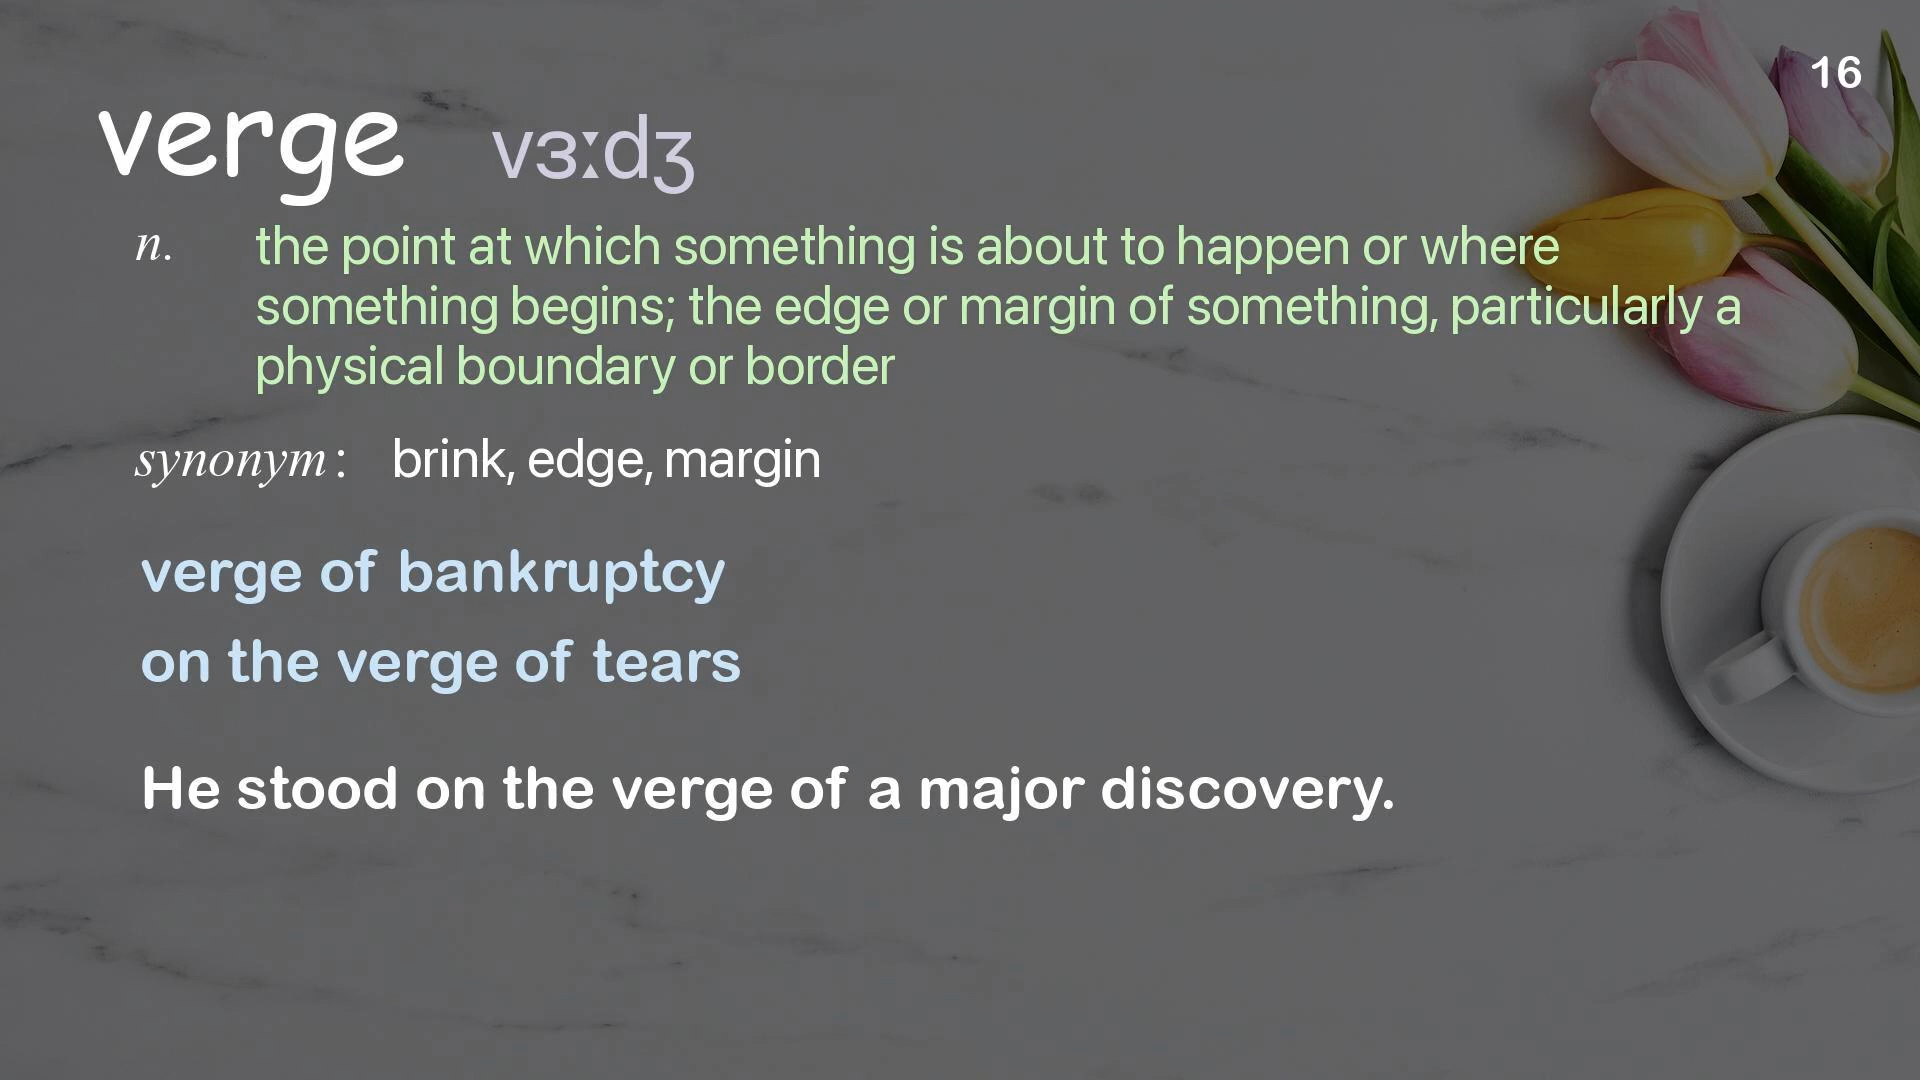 16
verge vɜːdʒ
n. the point at which something is about to happen or where
something begins; the edge or margin of something, particularly a
physical boundary or border
synonym: brink, edge, margin
verge of bankruptcy
on the verge of tears
He stood on the verge of a major discovery.